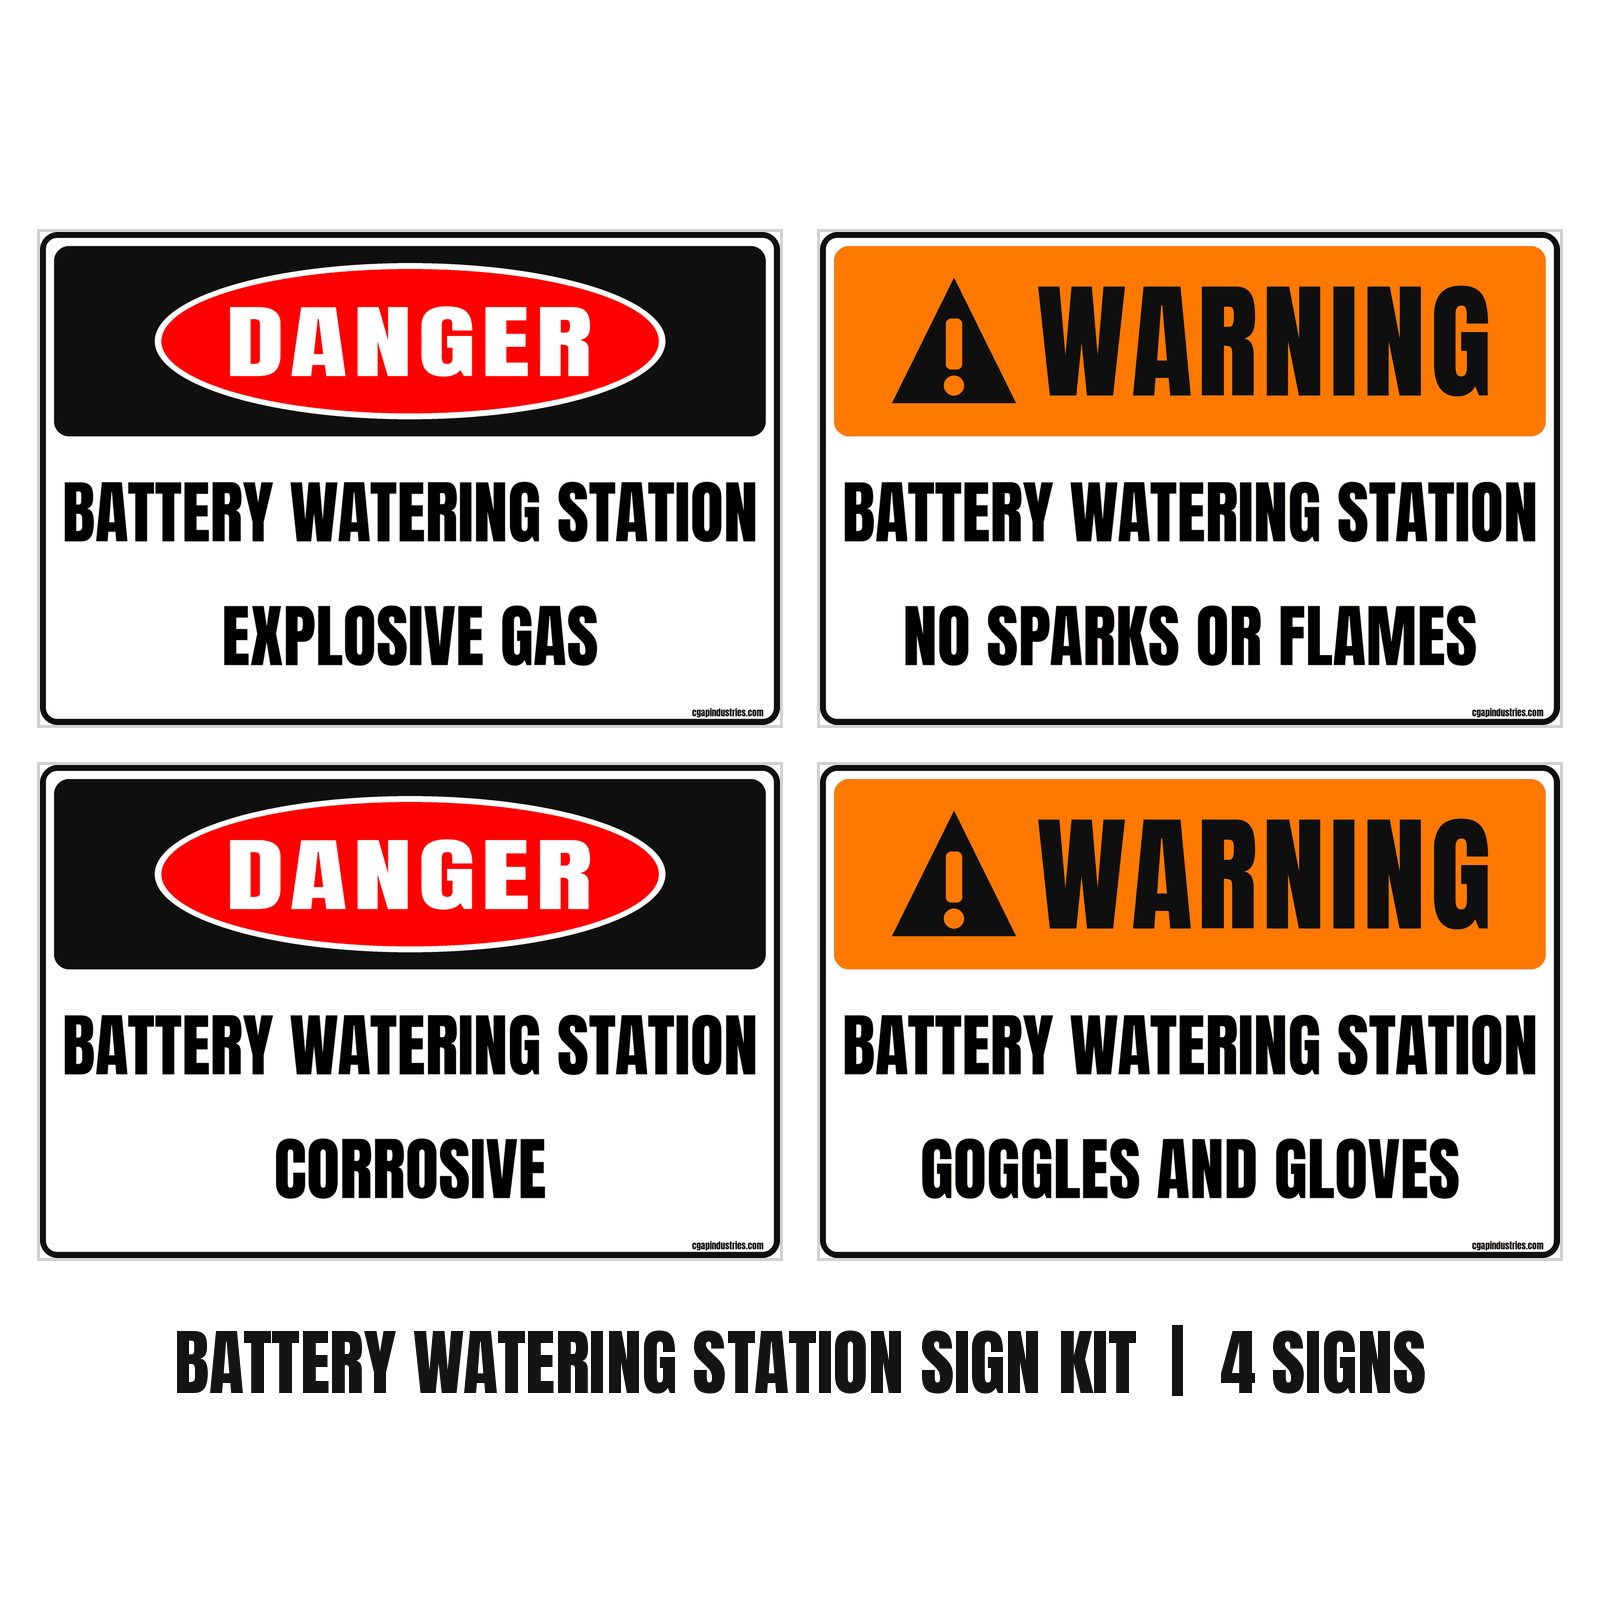 DANGER
BATTERY WATERING STATION
EXPLOSIVE GAS
cgapindustries.com
WARNING
BATTERY WATERING STATION
NO SPARKS OR FLAMES
cgapindustries.com
DANGER
BATTERY WATERING STATION
CORROSIVE
cgapindustries.com
WARNING
BATTERY WATERING STATION
GOGGLES AND GLOVES
cgapindustries.com
BATTERY WATERING STATION SIGN KIT | 4 SIGNS